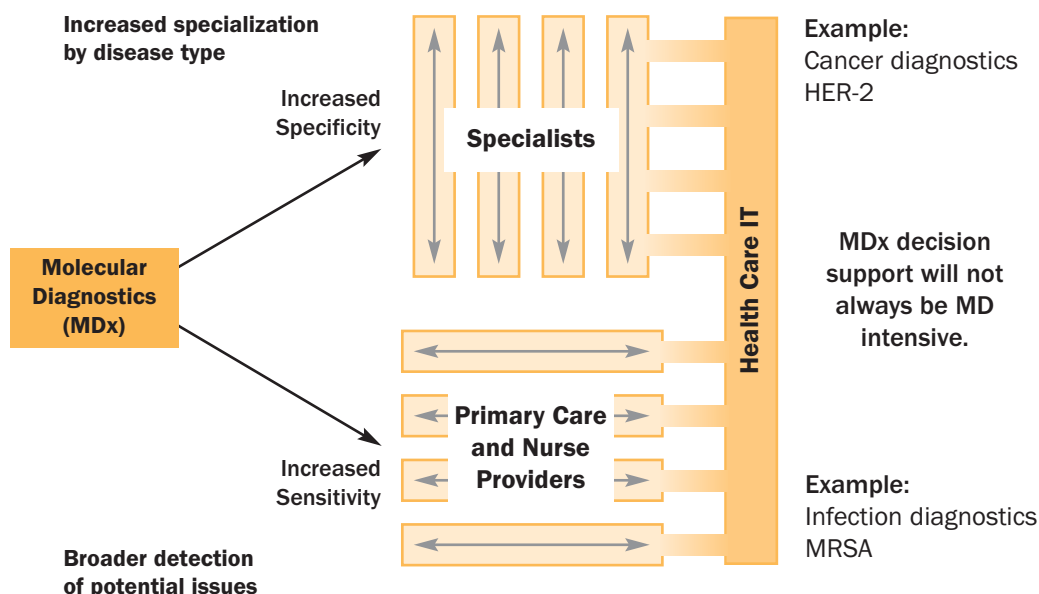 Increased specialization
by disease type
Increased
Specificity
Specialists
Example:
Cancer diagnostics
HER-2
Molecular
Diagnostics
(MDx)
Health Care IT
MDx decision
support will not
always be MD
intensive.
Primary Care
and Nurse
Providers
Increased
Sensitivity
Example:
Infection diagnostics
MRSA
Broader detection
of potential issues